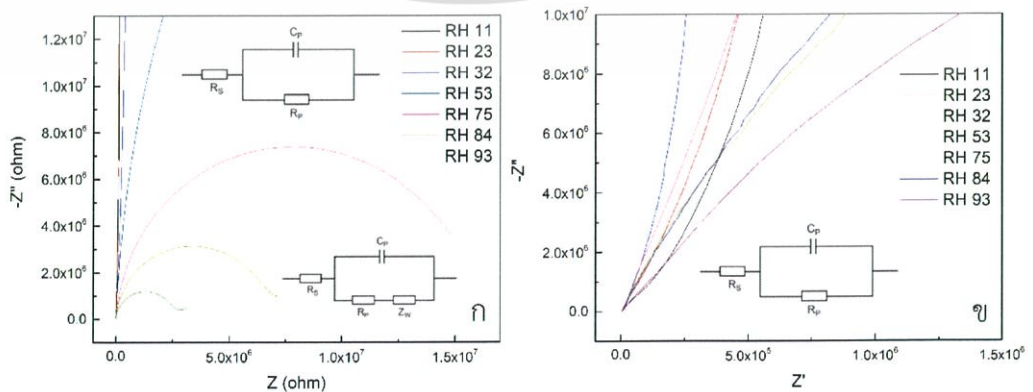 -Z'' (ohm)
1.2x10⁷
1.0x10⁷
8.0x10⁶
6.0x10⁶
4.0x10⁶
2.0x10⁶
0.0
0.0
5.0x10⁶
1.0x10⁷
1.5x10⁷
Z (ohm)
RH 11
RH 23
RH 32
RH 53
RH 75
RH 84
RH 93
C_P
R_S
R_P
C_P
R_S
R_P
Z_W
ก
-Z''
1.0x10⁷
8.0x10⁶
6.0x10⁶
4.0x10⁶
2.0x10⁶
0.0
0.0
5.0x10⁵
1.0x10⁶
1.5x10⁶
Z'
RH 11
RH 23
RH 32
RH 53
RH 75
RH 84
RH 93
C_P
R_S
R_P
ข